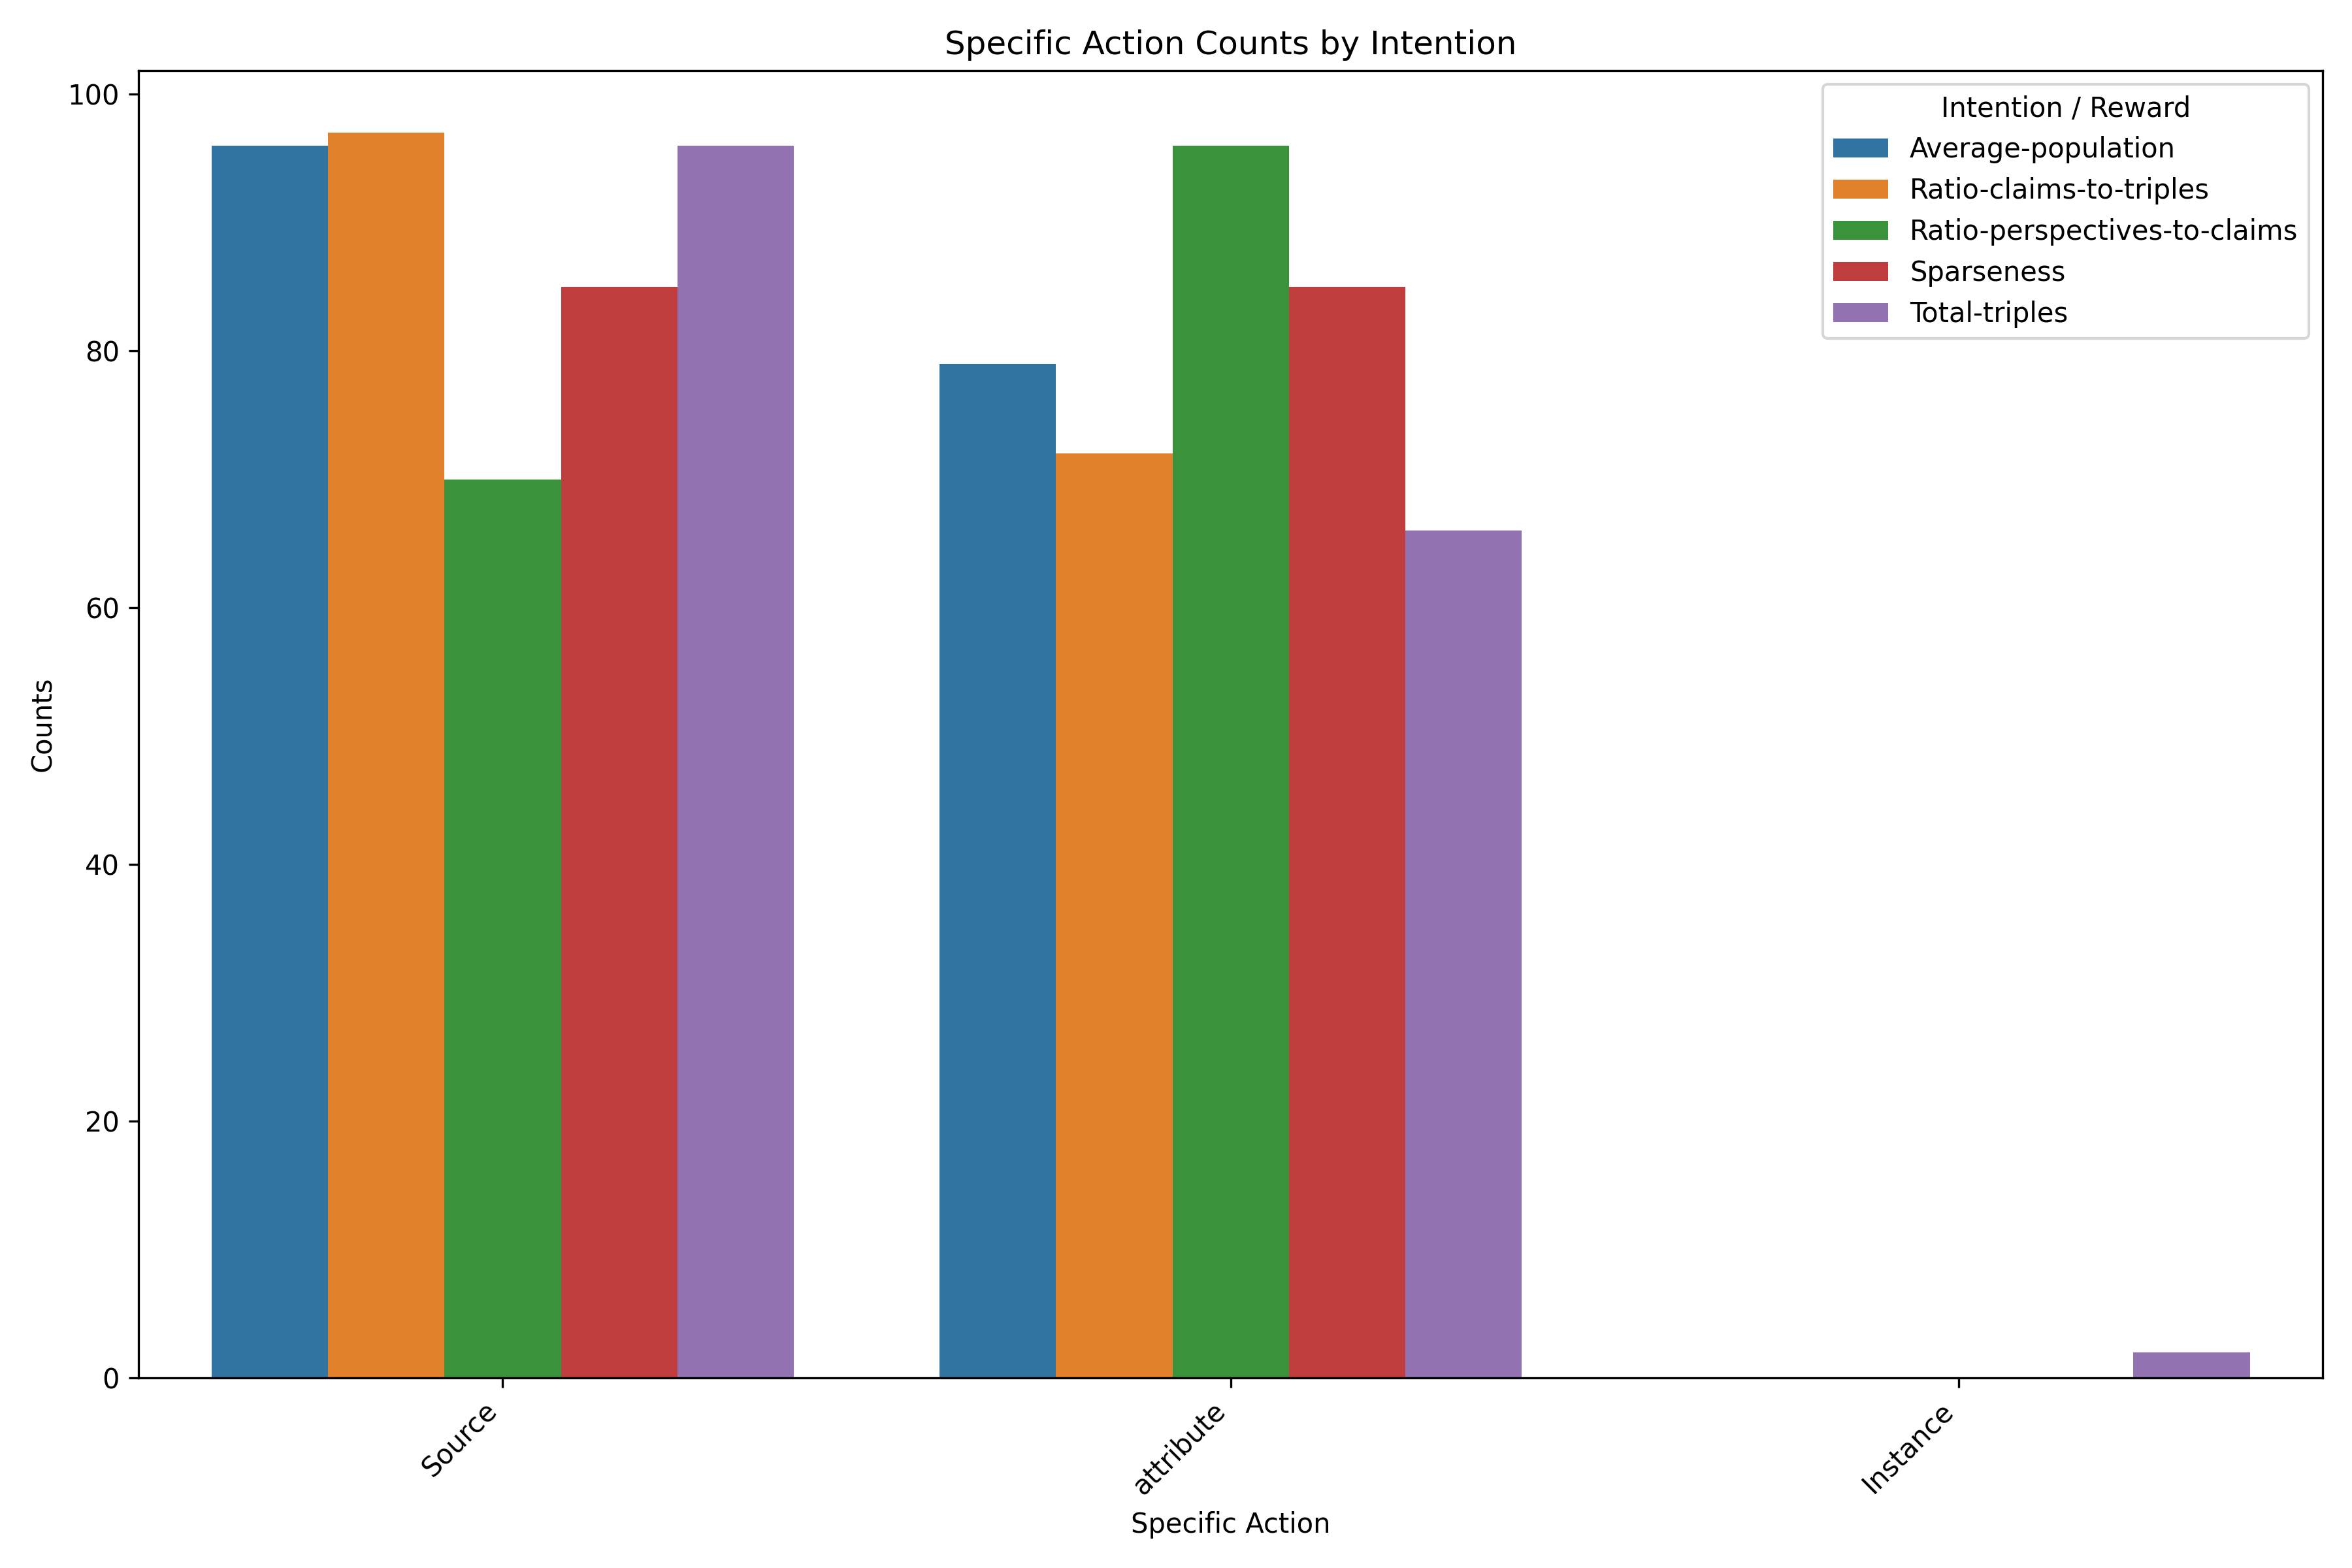 Specific Action Counts by Intention
Intention / Reward
Average-population
Ratio-claims-to-triples
Ratio-perspectives-to-claims
Sparseness
Total-triples
Counts
100
80
60
40
20
0
Source
attribute
Instance
Specific Action